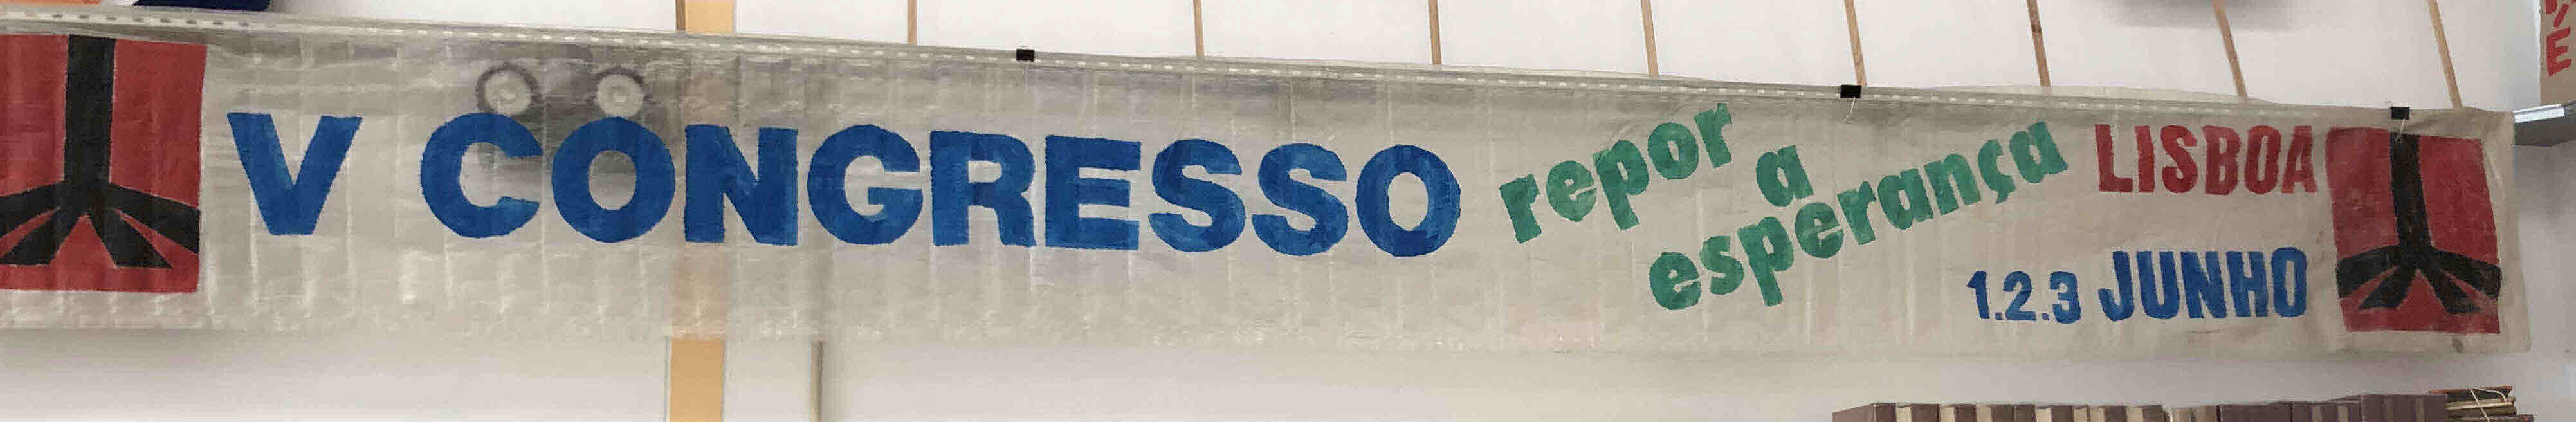 V CONGRESSO
repor
a
esperança
LISBOA
1.2.3 JUNHO